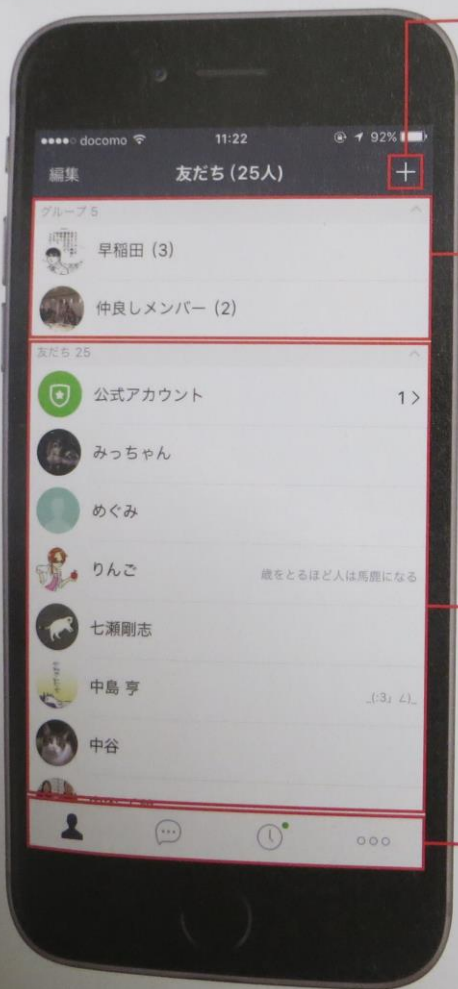 docomo 11:22 92%
編集 友だち(25人) +
グループ 5
早稲田 (3)
仲良しメンバー (2)
友だち 25
公式アカウント 1>
みっちゃん
めぐみ
りんご 歳をとるほど人は馬鹿になる
七瀬剛志
中島 亨 _(:3」∠)_
中谷